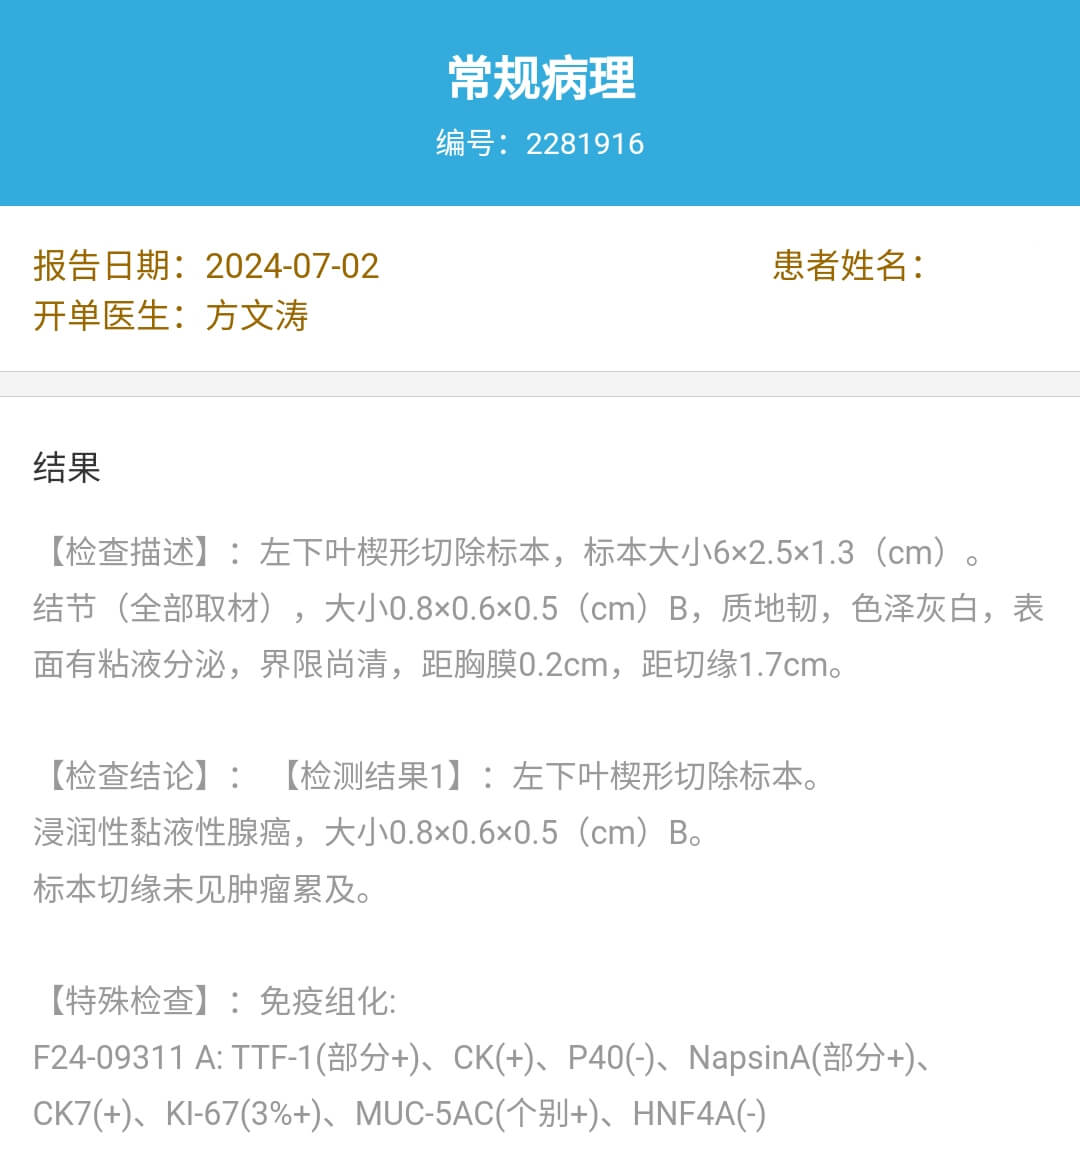 常规病理
编号：2281916
报告日期：2024-07-02
患者姓名：
开单医生：方文涛
结果
【检查描述】：左下叶楔形切除标本，标本大小6×2.5×1.3（cm）。
结节（全部取材），大小0.8×0.6×0.5（cm）B，质地韧，色泽灰白，表
面有粘液分泌，界限尚清，距胸膜0.2cm，距切缘1.7cm。
【检查结论】： 【检测结果1】：左下叶楔形切除标本。
浸润性黏液性腺癌，大小0.8×0.6×0.5（cm）B。
标本切缘未见肿瘤累及。
【特殊检查】：免疫组化:
F24-09311 A: TTF-1(部分+)、CK(+)、P40(-)、NapsinA(部分+)、
CK7(+)、KI-67(3%+)、MUC-5AC(个别+)、HNF4A(-)